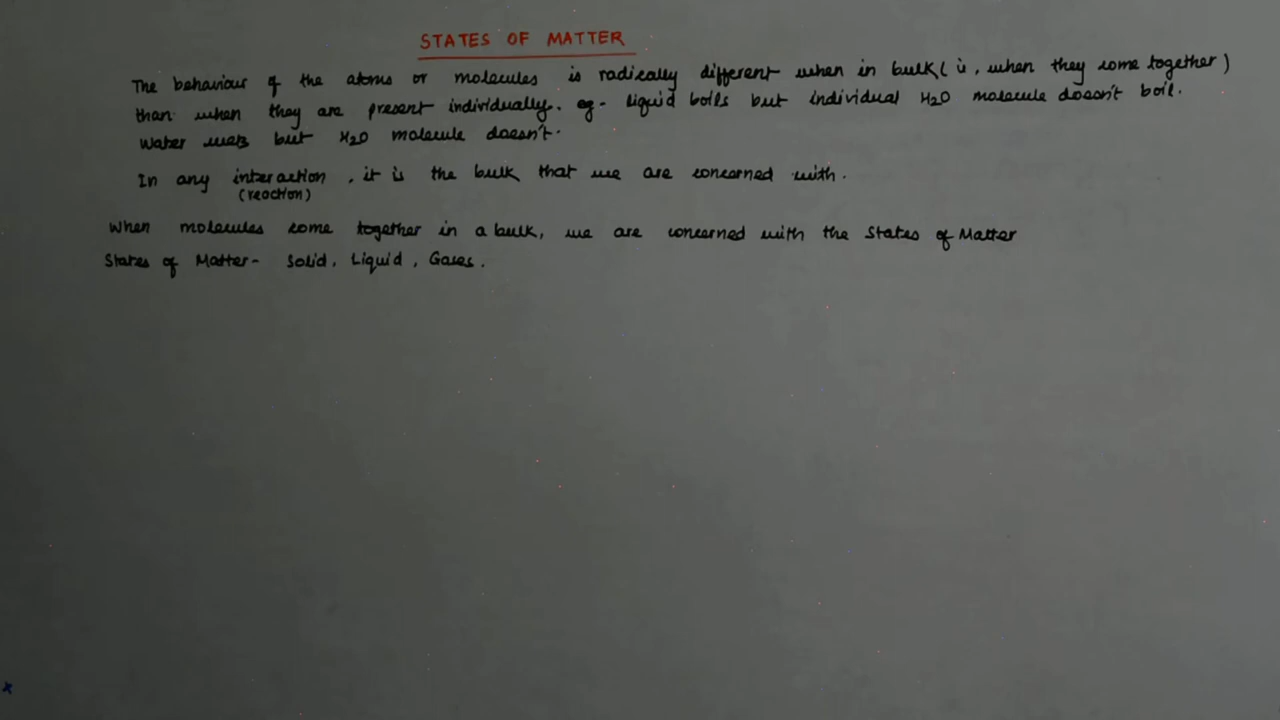 STATES OF MATTER
The behaviour of the atoms or molecules is radically different when in bulk (ie, when they come together)
than when they are present individually. eg- liquid boils but individual H2O molecule doesn't boil.
Water wets but H2O molecule doesn't.
In any interaction, it is the bulk that we are concerned with.
(reaction)
When molecules come together in a bulk, we are concerned with the States of Matter
States of Matter- Solid, Liquid, Gases.
x